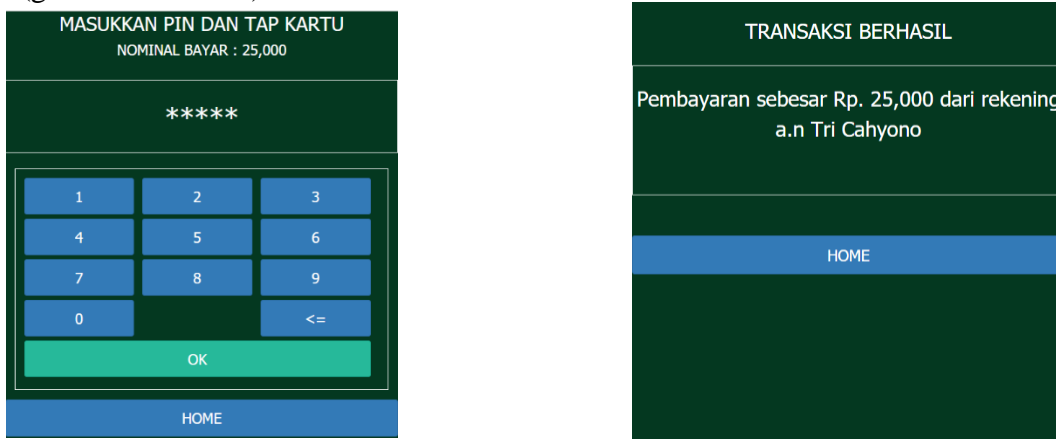 MASUKKAN PIN DAN TAP KARTU
NOMINAL BAYAR : 25,000
*****
1 2 3
4 5 6
7 8 9
0 <=
OK
HOME
TRANSAKSI BERHASIL
Pembayaran sebesar Rp. 25,000 dari rekening
a.n Tri Cahyono
HOME